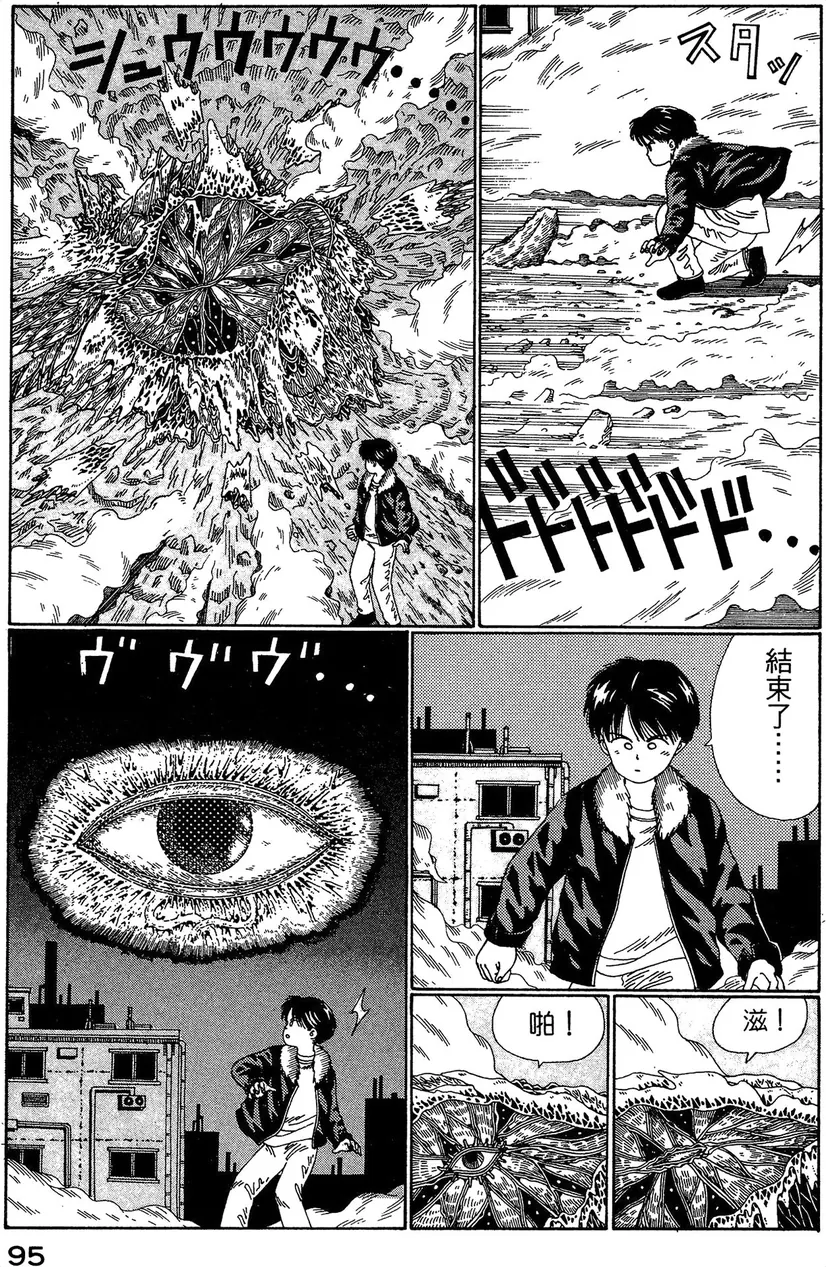 スタッ
ドドドドドド・・・
シュウウウウウ・・・・・・
結束了‥‥‥
滋！
啪！
ヴヴヴ・・・
95